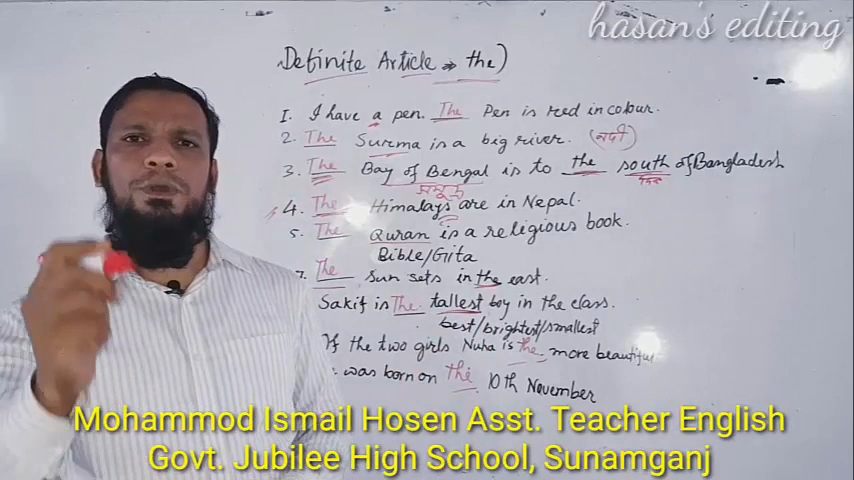 hasan's editing
Definite Article → the)
1. I have a pen. The Pen is red in colour.
2. The Surma is a big river. (নদী)
3. The Bay of Bengal is to the south of Bangladesh
সমুদ্র
4. The Himalays are in Nepal.
5. The Quran is a religious book.
Bible/Gita
7. The Sun sets in the east.
Sakif is The tallest boy in the class.
best/brightest/smallest
If the two girls Nuha is the more beautiful
was born on the 10th November
Mohammod Ismail Hosen Asst. Teacher English
Govt. Jubilee High School, Sunamganj